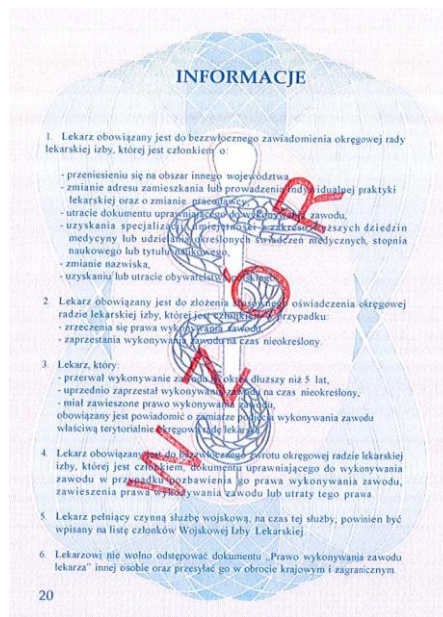 INFORMACJE
1. Lekarz obowiązany jest do bezzwłocznego zawiadomienia okręgowej rady
lekarskiej izby, której jest członkiem o:
- przeniesieniu się na obszar innego województwa,
- zmianie adresu zamieszkania lub prowadzenia indywidualnej praktyki
lekarskiej oraz o zmianie pracodawcy,
- utracie dokumentu uprawniającego do wykonywania zawodu,
- uzyskania specjalizacji, umiejętności z zakresu węższych dziedzin
medycyny lub udzielania określonych świadczeń medycznych, stopnia
naukowego lub tytułu naukowego,
- zmianie nazwiska,
- uzyskaniu lub utracie obywatelstwa polskiego.
2. Lekarz obowiązany jest do złożenia stosownego oświadczenia okręgowej
radzie lekarskiej izby, której jest członkiem w przypadku:
- zrzeczenia się prawa wykonywania zawodu,
- zaprzestania wykonywania zawodu na czas nieokreślony.
3. Lekarz, który:
- przerwał wykonywanie zawodu na okres dłuższy niż 5 lat,
- uprzednio zaprzestał wykonywania zawodu na czas nieokreślony,
- miał zawieszone prawo wykonywania zawodu,
obowiązany jest powiadomić o zamiarze podjęcia wykonywania zawodu
właściwą terytorialnie okręgową radę lekarską.
4. Lekarz obowiązany jest do bezzwłocznego zwrotu okręgowej radzie lekarskiej
izby, której jest członkiem, dokumentu uprawniającego do wykonywania
zawodu w przypadku pozbawienia go prawa wykonywania zawodu,
zawieszenia prawa wykonywania zawodu lub utraty tego prawa.
5. Lekarz pełniący czynną służbę wojskową, na czas tej służby, powinien być
wpisany na listę członków Wojskowej Izby Lekarskiej.
6. Lekarzowi nie wolno odstępować dokumentu „Prawo wykonywania zawodu
lekarza" innej osobie oraz przesyłać go w obrocie krajowym i zagranicznym.
20
WZÓR